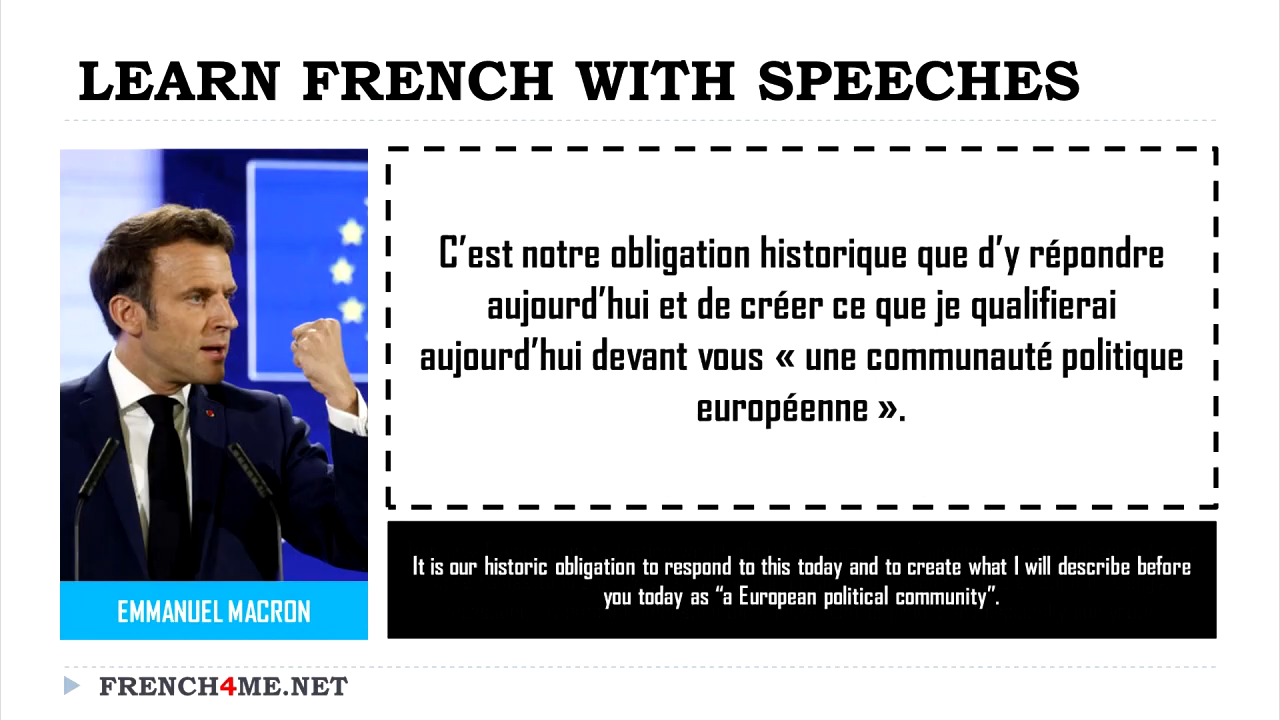 LEARN FRENCH WITH SPEECHES
C’est notre obligation historique que d’y répondre
aujourd’hui et de créer ce que je qualifierai
aujourd’hui devant vous « une communauté politique
européenne ».
It is our historic obligation to respond to this today and to create what I will describe before
you today as “a European political community”.
EMMANUEL MACRON
FRENCH4ME.NET